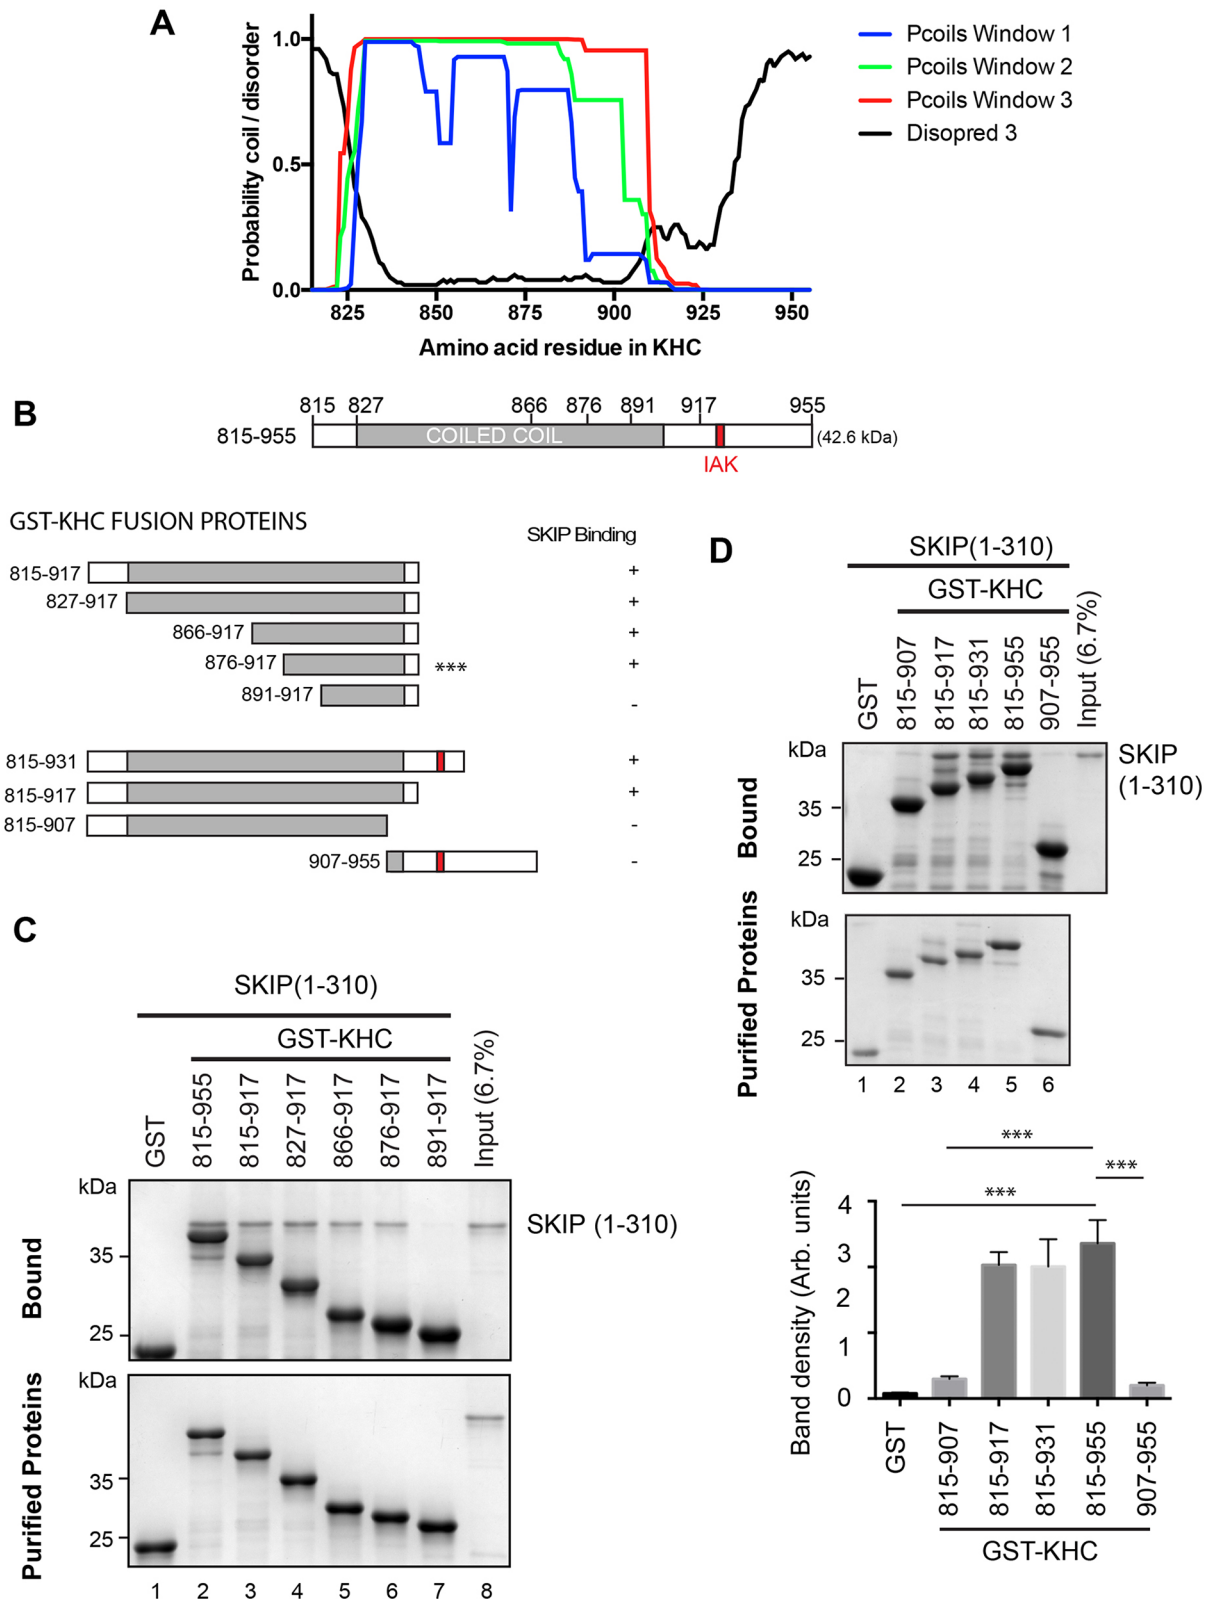 A
Probability coil / disorder
1.0
0.5
0.0
825 850 875 900 925 950
Amino acid residue in KHC
Pcoils Window 1
Pcoils Window 2
Pcoils Window 3
Disopred 3
B
815 827 866 876 891 917 955
815-955 COILED COIL (42.6 kDa)
IAK
GST-KHC FUSION PROTEINS
SKIP Binding
815-917 +
827-917 +
866-917 +
876-917 *** +
891-917 -
815-931 +
815-917 +
815-907 -
907-955 -
C
SKIP(1-310)
GST-KHC
GST
815-955
815-917
827-917
866-917
876-917
891-917
Input (6.7%)
kDa
35
25
Bound
SKIP (1-310)
kDa
35
25
Purified Proteins
1 2 3 4 5 6 7 8
D
SKIP(1-310)
GST-KHC
GST
815-907
815-917
815-931
815-955
907-955
Input (6.7%)
kDa
35
25
Bound
SKIP
(1-310)
kDa
35
25
Purified Proteins
1 2 3 4 5 6
***
***
***
Band density (Arb. units)
4
3
2
1
0
GST
815-907
815-917
815-931
815-955
907-955
GST-KHC